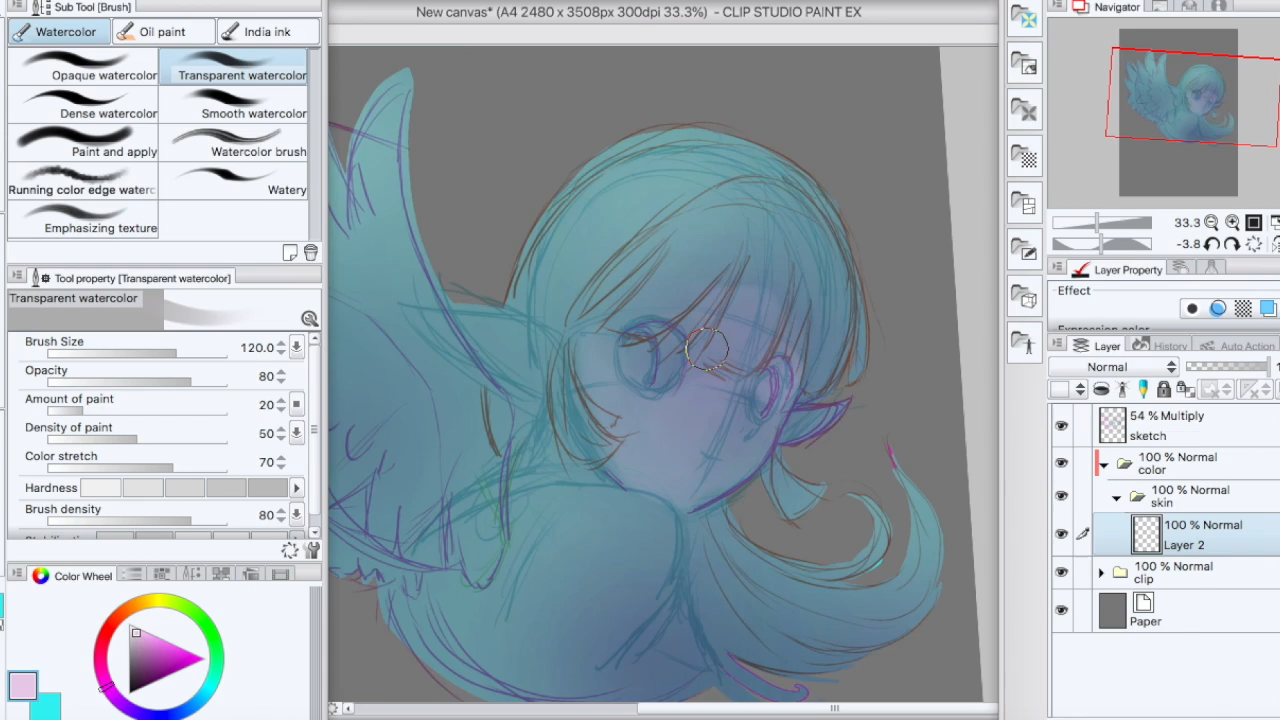 Sub Tool [Brush]
New canvas* (A4 2480 x 3508px 300dpi 33.3%) - CLIP STUDIO PAINT EX
Navigator
Watercolor
Oil paint
India ink
Opaque watercolor
Transparent watercolor
Dense watercolor
Smooth watercolor
Paint and apply
Watercolor brush
Running color edge waterc
Watery
Emphasizing texture
Tool property [Transparent watercolor]
Transparent watercolor
Brush Size
120.0
Opacity
80
Amount of paint
20
Density of paint
50
Color stretch
70
Hardness
Brush density
80
Color Wheel
33.3
-3.8
Layer Property
Effect
Layer
History
Auto Action
Normal
54 % Multiply
sketch
100 % Normal
color
100 % Normal
skin
100 % Normal
Layer 2
100 % Normal
clip
Paper